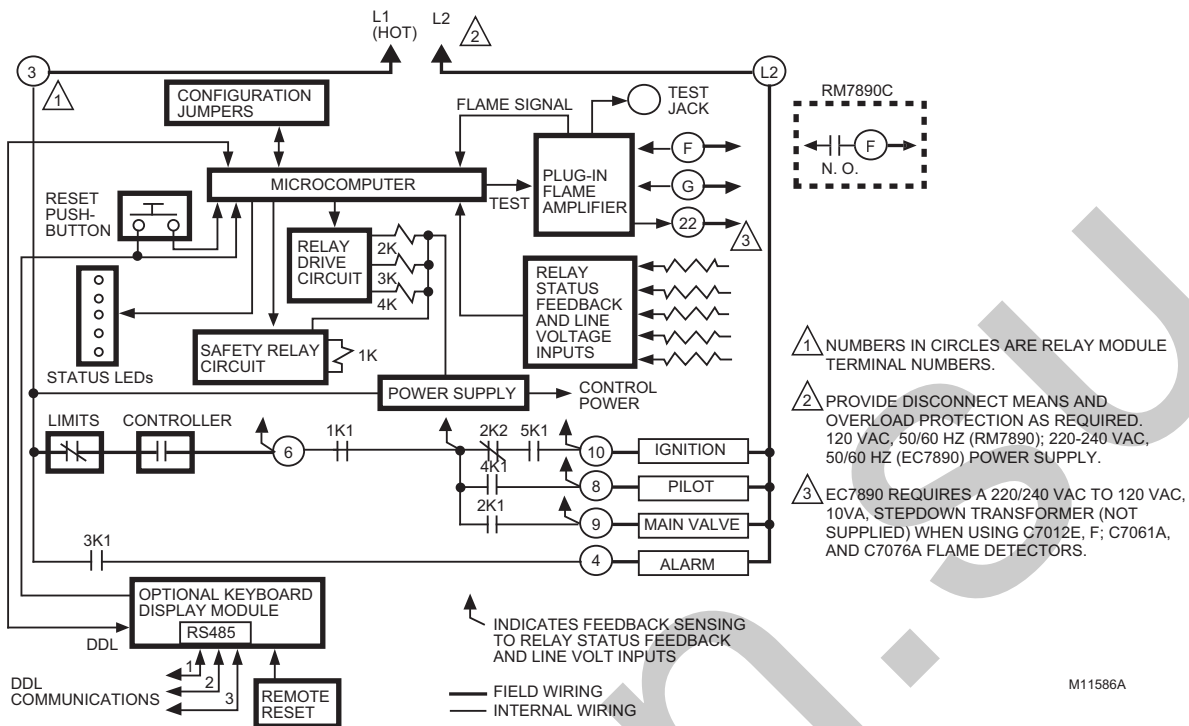 L1
(HOT)
L2
2
3
1
L2
CONFIGURATION
JUMPERS
FLAME SIGNAL
TEST
JACK
RM7890C
F
N. O.
MICROCOMPUTER
TEST
PLUG-IN
FLAME
AMPLIFIER
F
G
22
3
RESET
PUSH-
BUTTON
RELAY
DRIVE
CIRCUIT
2K
3K
4K
RELAY
STATUS
FEEDBACK
AND LINE
VOLTAGE
INPUTS
STATUS LEDs
SAFETY RELAY
CIRCUIT
1K
POWER SUPPLY
CONTROL
POWER
1 NUMBERS IN CIRCLES ARE RELAY MODULE
TERMINAL NUMBERS.
2 PROVIDE DISCONNECT MEANS AND
OVERLOAD PROTECTION AS REQUIRED.
120 VAC, 50/60 HZ (RM7890); 220-240 VAC,
50/60 HZ (EC7890) POWER SUPPLY.
3 EC7890 REQUIRES A 220/240 VAC TO 120 VAC,
10VA, STEPDOWN TRANSFORMER (NOT
SUPPLIED) WHEN USING C7012E, F; C7061A,
AND C7076A FLAME DETECTORS.
LIMITS
CONTROLLER
6
1K1
2K2
5K1
10
IGNITION
4K1
8
PILOT
2K1
9
MAIN VALVE
3K1
4
ALARM
OPTIONAL KEYBOARD
DISPLAY MODULE
RS485
DDL
1
2
3
DDL
COMMUNICATIONS
REMOTE
RESET
INDICATES FEEDBACK SENSING
TO RELAY STATUS FEEDBACK
AND LINE VOLT INPUTS
FIELD WIRING
INTERNAL WIRING
M11586A
n.su